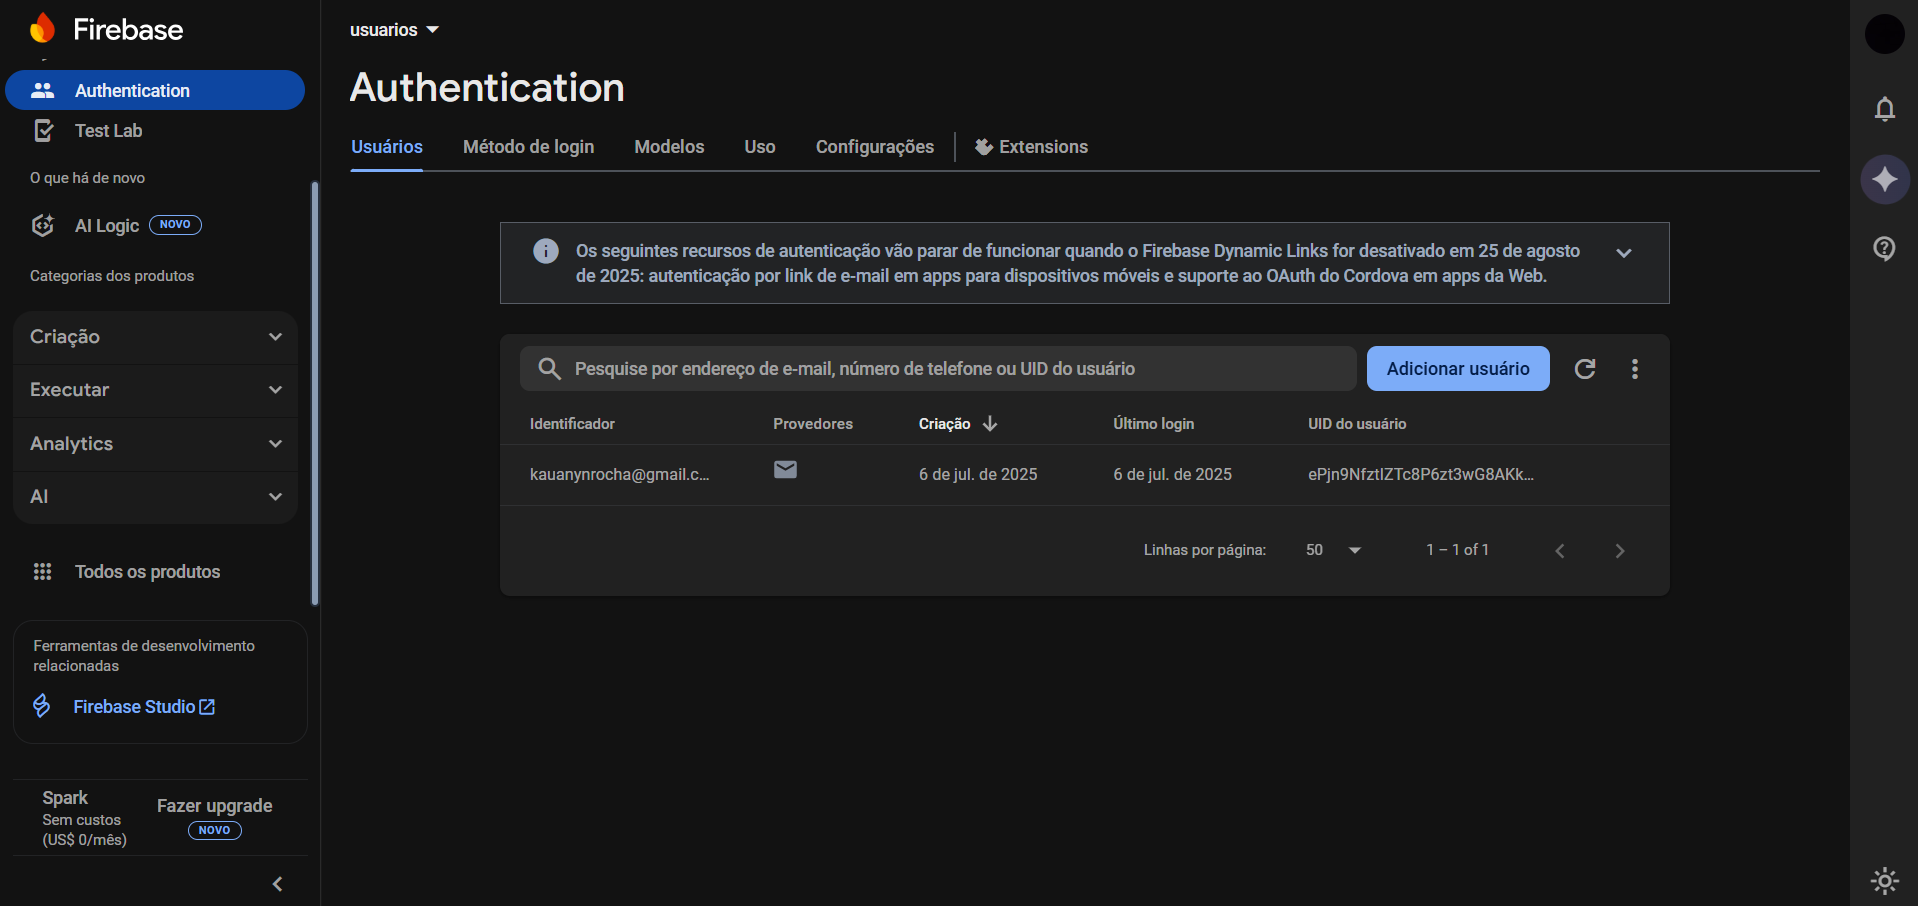 Firebase
Authentication
Test Lab
O que há de novo
AI Logic NOVO
Categorias dos produtos
Criação
Executar
Analytics
AI
Todos os produtos
Ferramentas de desenvolvimento
relacionadas
Firebase Studio
Spark
Sem custos
(US$ 0/mês)
Fazer upgrade
NOVO
usuarios
Authentication
Usuários Método de login Modelos Uso Configurações Extensions
Os seguintes recursos de autenticação vão parar de funcionar quando o Firebase Dynamic Links for desativado em 25 de agosto
de 2025: autenticação por link de e-mail em apps para dispositivos móveis e suporte ao OAuth do Cordova em apps da Web.
Pesquise por endereço de e-mail, número de telefone ou UID do usuário Adicionar usuário
Identificador Provedores Criação Último login UID do usuário
kauanynrocha@gmail.c... 6 de jul. de 2025 6 de jul. de 2025 ePjn9NfztIZTc8P6zt3wG8AKk...
Linhas por página: 50 1 – 1 of 1